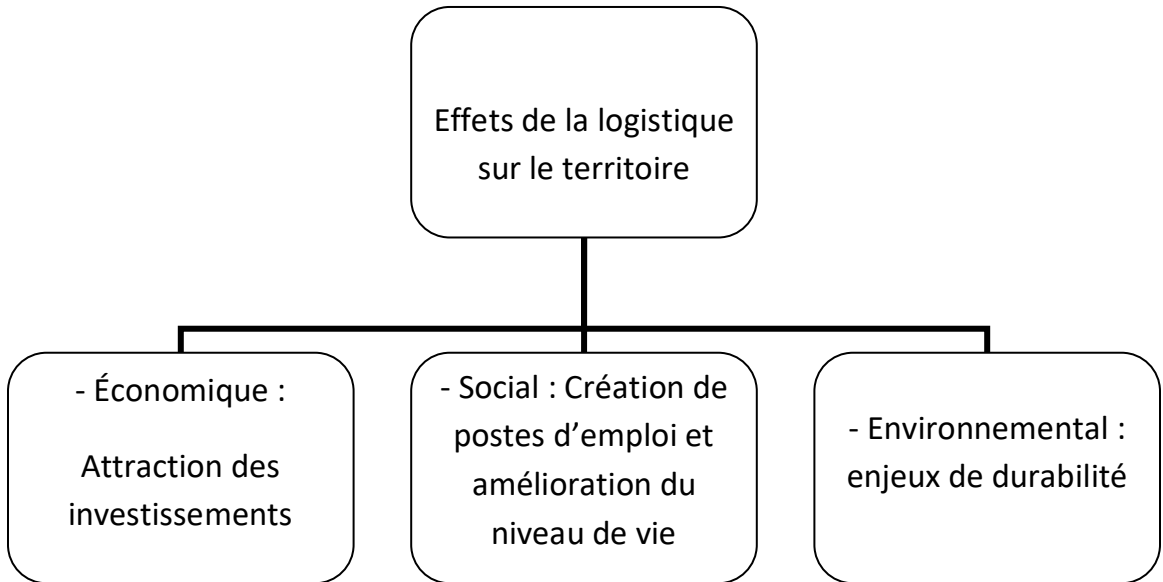 Effets de la logistique
sur le territoire
- Économique :
Attraction des
investissements
- Social : Création de
postes d’emploi et
amélioration du
niveau de vie
- Environnemental :
enjeux de durabilité